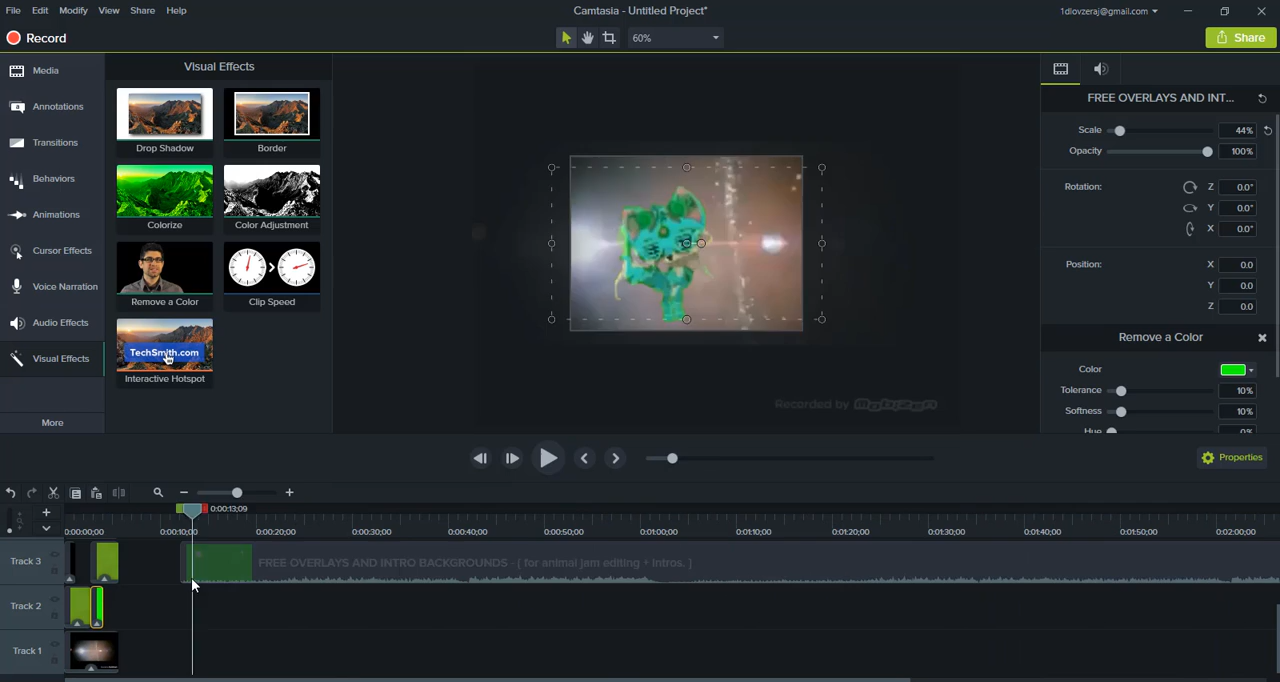 File Edit Modify View Share Help
Camtasia - Untitled Project*
1dlovzeraj@gmail.com
Record
60%
Share
Media
Annotations
Transitions
Behaviors
Animations
Cursor Effects
Voice Narration
Audio Effects
Visual Effects
More
Visual Effects
Drop Shadow
Border
Colorize
Color Adjustment
Remove a Color
Clip Speed
TechSmith.com
Interactive Hotspot
Recorded by Mobizen
FREE OVERLAYS AND INT...
Scale 44%
Opacity 100%
Rotation: Z 0.0°
Y 0.0°
X 0.0°
Position: X 0.0
Y 0.0
Z 0.0
Remove a Color
Color
Tolerance 10%
Softness 10%
Hue 0%
Properties
0:00:13;09
0:00:00;00 0:00:10;00 0:00:20;00 0:00:30;00 0:00:40;00 0:00:50;00 0:01:00;00 0:01:10;00 0:01:20;00 0:01:30;00 0:01:40;00 0:01:50;00 0:02:00;00
Track 3
FREE OVERLAYS AND INTRO BACKGROUNDS - [ for animal jam editing + intros. ]
Track 2
Track 1